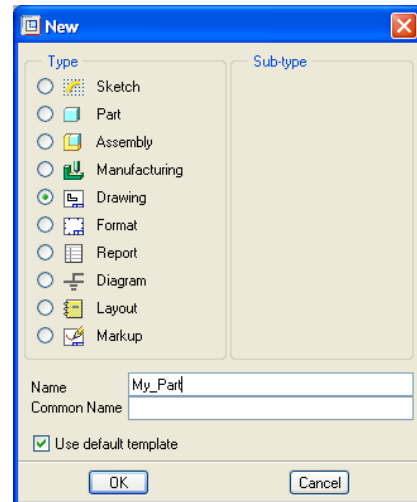 New
Type
Sub-type
Sketch
Part
Assembly
Manufacturing
Drawing
Format
Report
Diagram
Layout
Markup
Name My_Part
Common Name
Use default template
OK Cancel